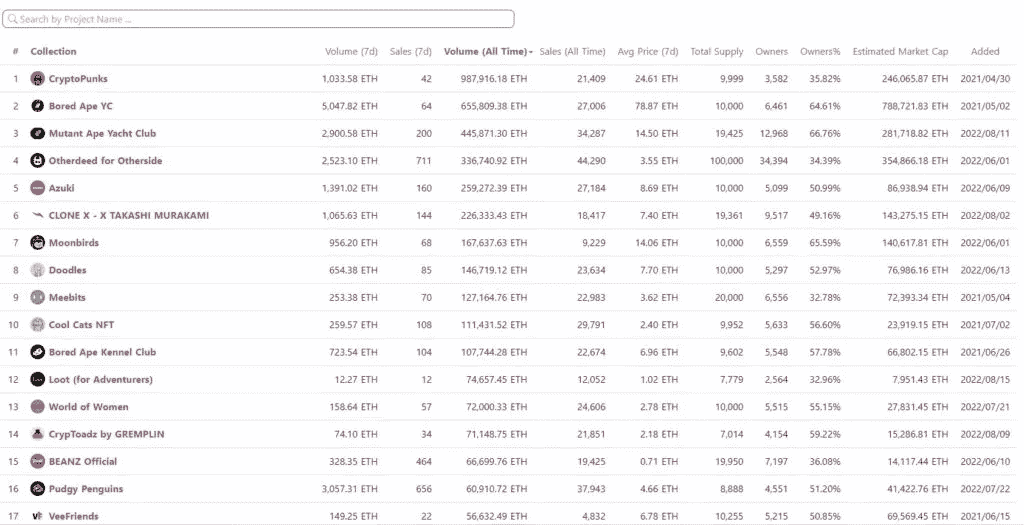 Search by Project Name ...
# Collection Volume (7d) Sales (7d) Volume (All Time) Sales (All Time) Avg Price (7d) Total Supply Owners Owners% Estimated Market Cap Added
1 CryptoPunks 1,033.58 ETH 42 987,916.18 ETH 21,409 24.61 ETH 9,999 3,582 35.82% 246,065.87 ETH 2021/04/30
2 Bored Ape YC 5,047.82 ETH 64 655,809.38 ETH 27,006 78.87 ETH 10,000 6,461 64.61% 788,721.83 ETH 2021/05/02
3 Mutant Ape Yacht Club 2,900.58 ETH 200 445,871.30 ETH 34,287 14.50 ETH 19,425 12,968 66.76% 281,718.82 ETH 2022/08/11
4 Otherdeed for Otherside 2,523.10 ETH 711 336,740.92 ETH 44,290 3.55 ETH 100,000 34,394 34.39% 354,866.18 ETH 2022/06/01
5 Azuki 1,391.02 ETH 160 259,272.39 ETH 27,184 8.69 ETH 10,000 5,099 50.99% 86,938.94 ETH 2022/06/09
6 CLONE X - X TAKASHI MURAKAMI 1,065.63 ETH 144 226,333.43 ETH 18,417 7.40 ETH 19,361 9,517 49.16% 143,275.15 ETH 2022/08/02
7 Moonbirds 956.20 ETH 68 167,637.63 ETH 9,229 14.06 ETH 10,000 6,559 65.59% 140,617.81 ETH 2022/06/01
8 Doodles 654.38 ETH 85 146,719.12 ETH 23,634 7.70 ETH 10,000 5,297 52.97% 76,986.16 ETH 2022/06/13
9 Meebits 253.38 ETH 70 127,164.76 ETH 22,983 3.62 ETH 20,000 6,556 32.78% 72,393.34 ETH 2021/05/04
10 Cool Cats NFT 259.57 ETH 108 111,431.52 ETH 29,791 2.40 ETH 9,952 5,633 56.60% 23,919.15 ETH 2021/07/02
11 Bored Ape Kennel Club 723.54 ETH 104 107,744.28 ETH 22,674 6.96 ETH 9,602 5,548 57.78% 66,802.15 ETH 2021/06/26
12 Loot (for Adventurers) 12.27 ETH 12 74,657.45 ETH 12,052 1.02 ETH 7,779 2,564 32.96% 7,951.43 ETH 2022/08/15
13 World of Women 158.64 ETH 57 72,000.33 ETH 24,606 2.78 ETH 10,000 5,515 55.15% 27,831.45 ETH 2022/07/21
14 CrypToadz by GREMPLIN 74.10 ETH 34 71,148.75 ETH 21,851 2.18 ETH 7,014 4,154 59.22% 15,286.81 ETH 2022/08/09
15 BEANZ Official 328.35 ETH 464 66,699.76 ETH 19,425 0.71 ETH 19,950 7,197 36.08% 14,117.44 ETH 2022/06/10
16 Pudgy Penguins 3,057.31 ETH 656 60,910.72 ETH 37,943 4.66 ETH 8,888 4,551 51.20% 41,422.76 ETH 2022/07/22
17 VeeFriends 149.25 ETH 22 56,632.49 ETH 4,832 6.78 ETH 10,255 5,215 50.85% 69,569.45 ETH 2021/06/15